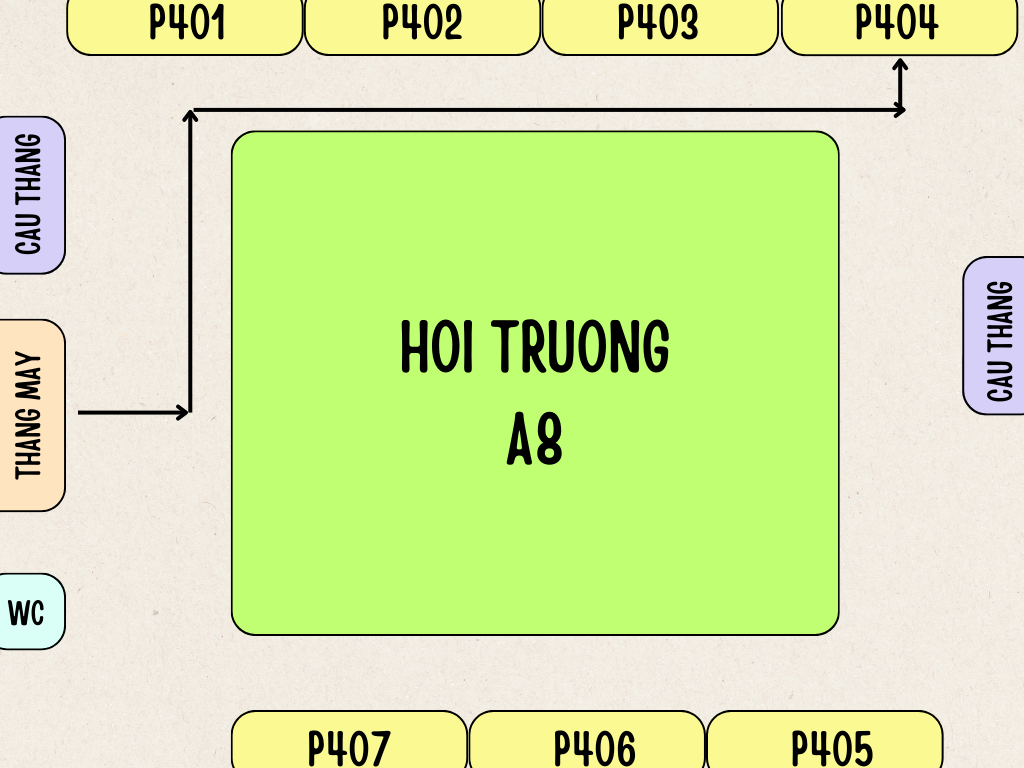 P401
P402
P403
P404
CAU THANG
THANG MAY
WC
HOI TRUONG
A8
CAU THANG
P407
P406
P405